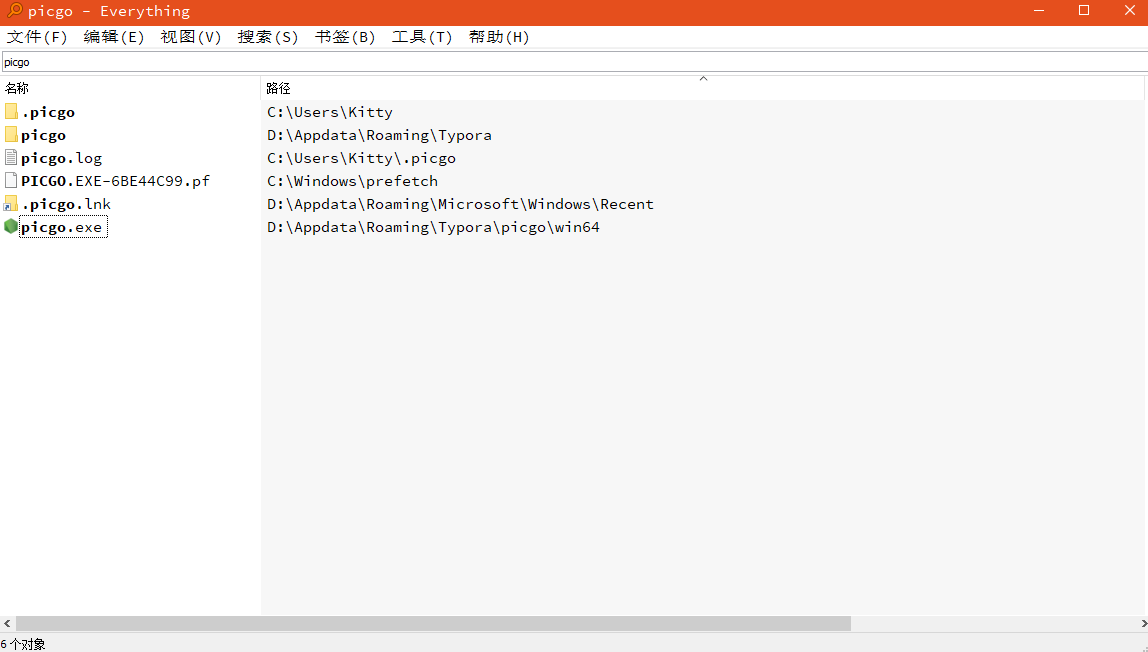 picgo - Everything
文件(F) 编辑(E) 视图(V) 搜索(S) 书签(B) 工具(T) 帮助(H)
picgo
名称 路径
.picgo C:\Users\Kitty
picgo D:\Appdata\Roaming\Typora
picgo.log C:\Users\Kitty\.picgo
PICGO.EXE-6BE44C99.pf C:\Windows\prefetch
.picgo.lnk D:\Appdata\Roaming\Microsoft\Windows\Recent
picgo.exe D:\Appdata\Roaming\Typora\picgo\win64
6 个对象